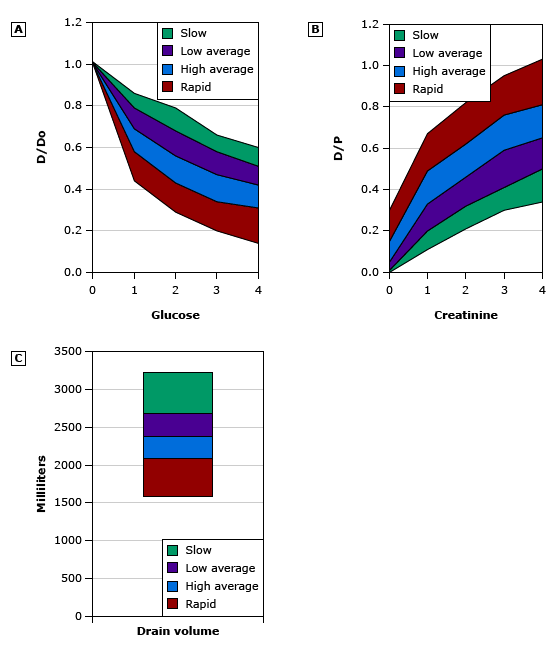 A
1.2
1.0
0.8
0.6
0.4
0.2
0.0
D/Do
Slow
Low average
High average
Rapid
0 1 2 3 4
Glucose
B
1.2
1.0
0.8
0.6
0.4
0.2
0.0
D/P
Slow
Low average
High average
Rapid
0 1 2 3 4
Creatinine
C
3500
3000
2500
2000
1500
1000
500
0
Milliliters
Slow
Low average
High average
Rapid
Drain volume